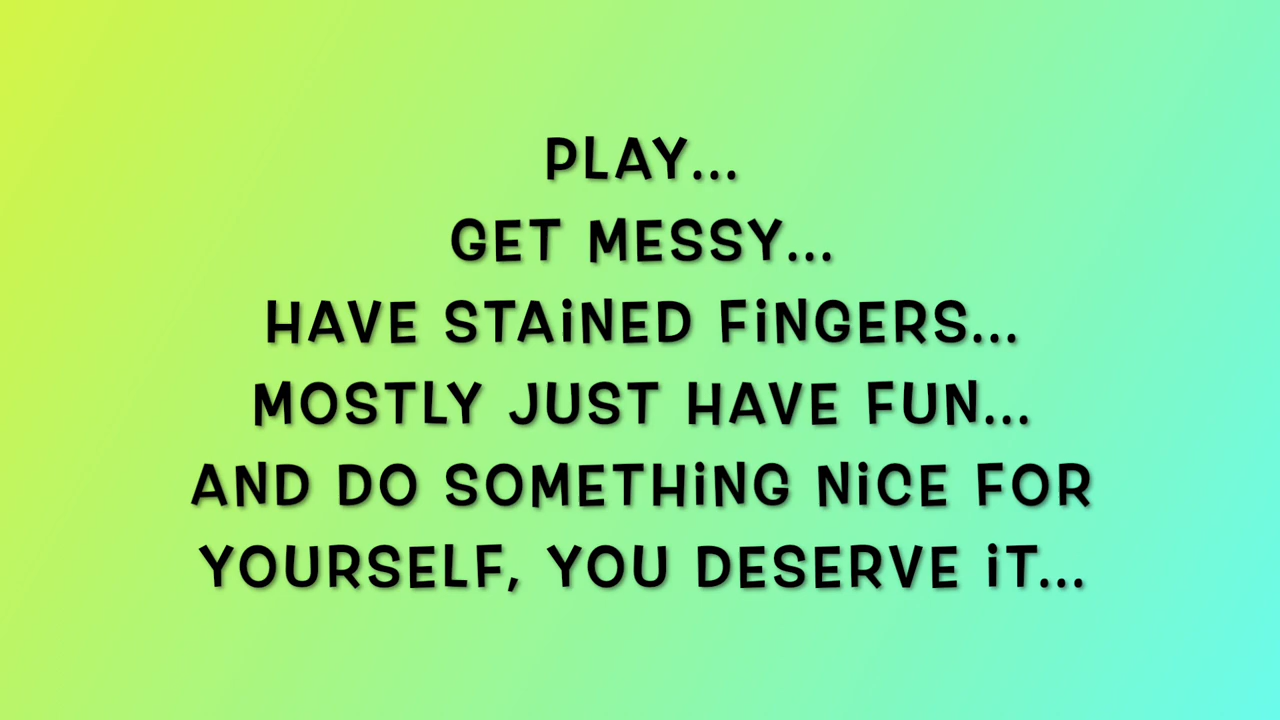 PLAY...
GET MESSY...
HAVE STAiNED FiNGERS...
MOSTLY JUST HAVE FUN...
AND DO SOMETHiNG NiCE FOR
YOURSELF, YOU DESERVE iT...